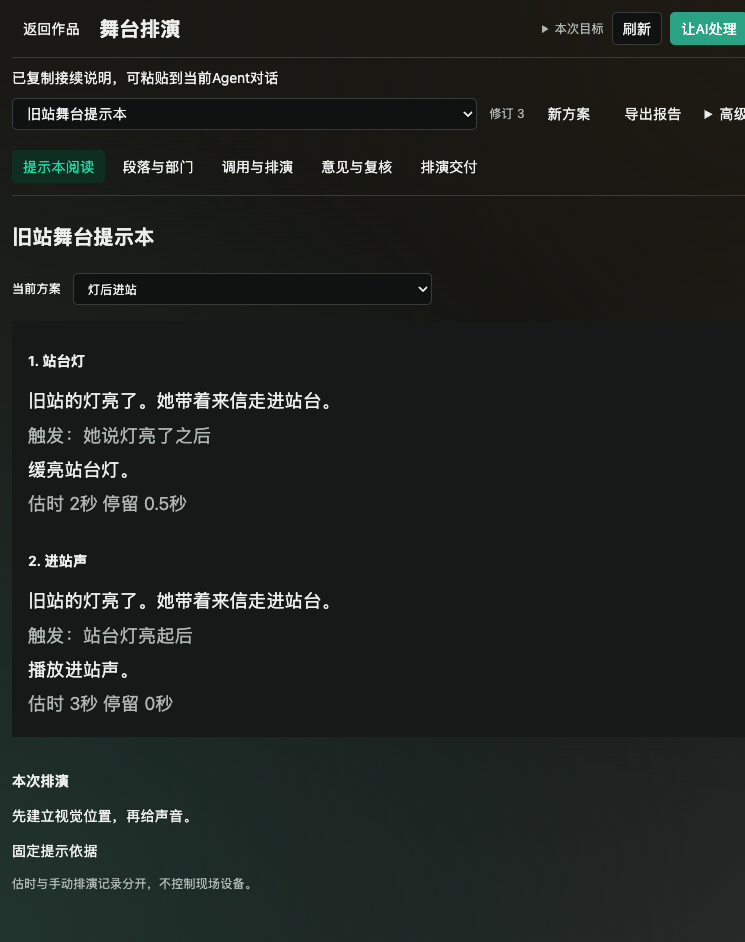 返回作品 舞台排演 ▶ 本次目标 刷新 让AI处理
已复制接续说明，可粘贴到当前Agent对话
旧站舞台提示本 修订 3 新方案 导出报告 ▶ 高级
提示本阅读 段落与部门 调用与排演 意见与复核 排演交付
旧站舞台提示本
当前方案 灯后进站
1. 站台灯
旧站的灯亮了。她带着来信走进站台。
触发：她说灯亮了之后
缓亮站台灯。
估时 2秒 停留 0.5秒
2. 进站声
旧站的灯亮了。她带着来信走进站台。
触发：站台灯亮起后
播放进站声。
估时 3秒 停留 0秒
本次排演
先建立视觉位置，再给声音。
固定提示依据
估时与手动排演记录分开，不控制现场设备。